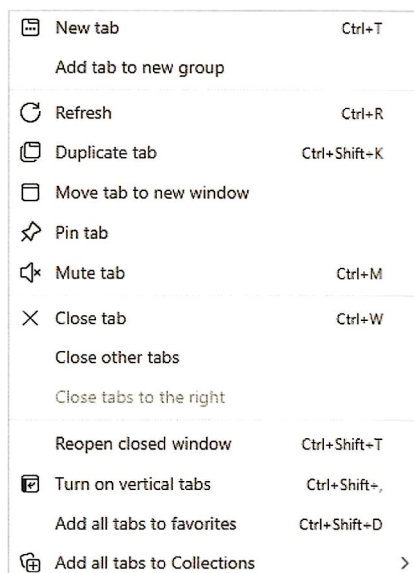 New tab Ctrl+T
Add tab to new group
Refresh Ctrl+R
Duplicate tab Ctrl+Shift+K
Move tab to new window
Pin tab
Mute tab Ctrl+M
Close tab Ctrl+W
Close other tabs
Close tabs to the right
Reopen closed window Ctrl+Shift+T
Turn on vertical tabs Ctrl+Shift+,
Add all tabs to favorites Ctrl+Shift+D
Add all tabs to Collections